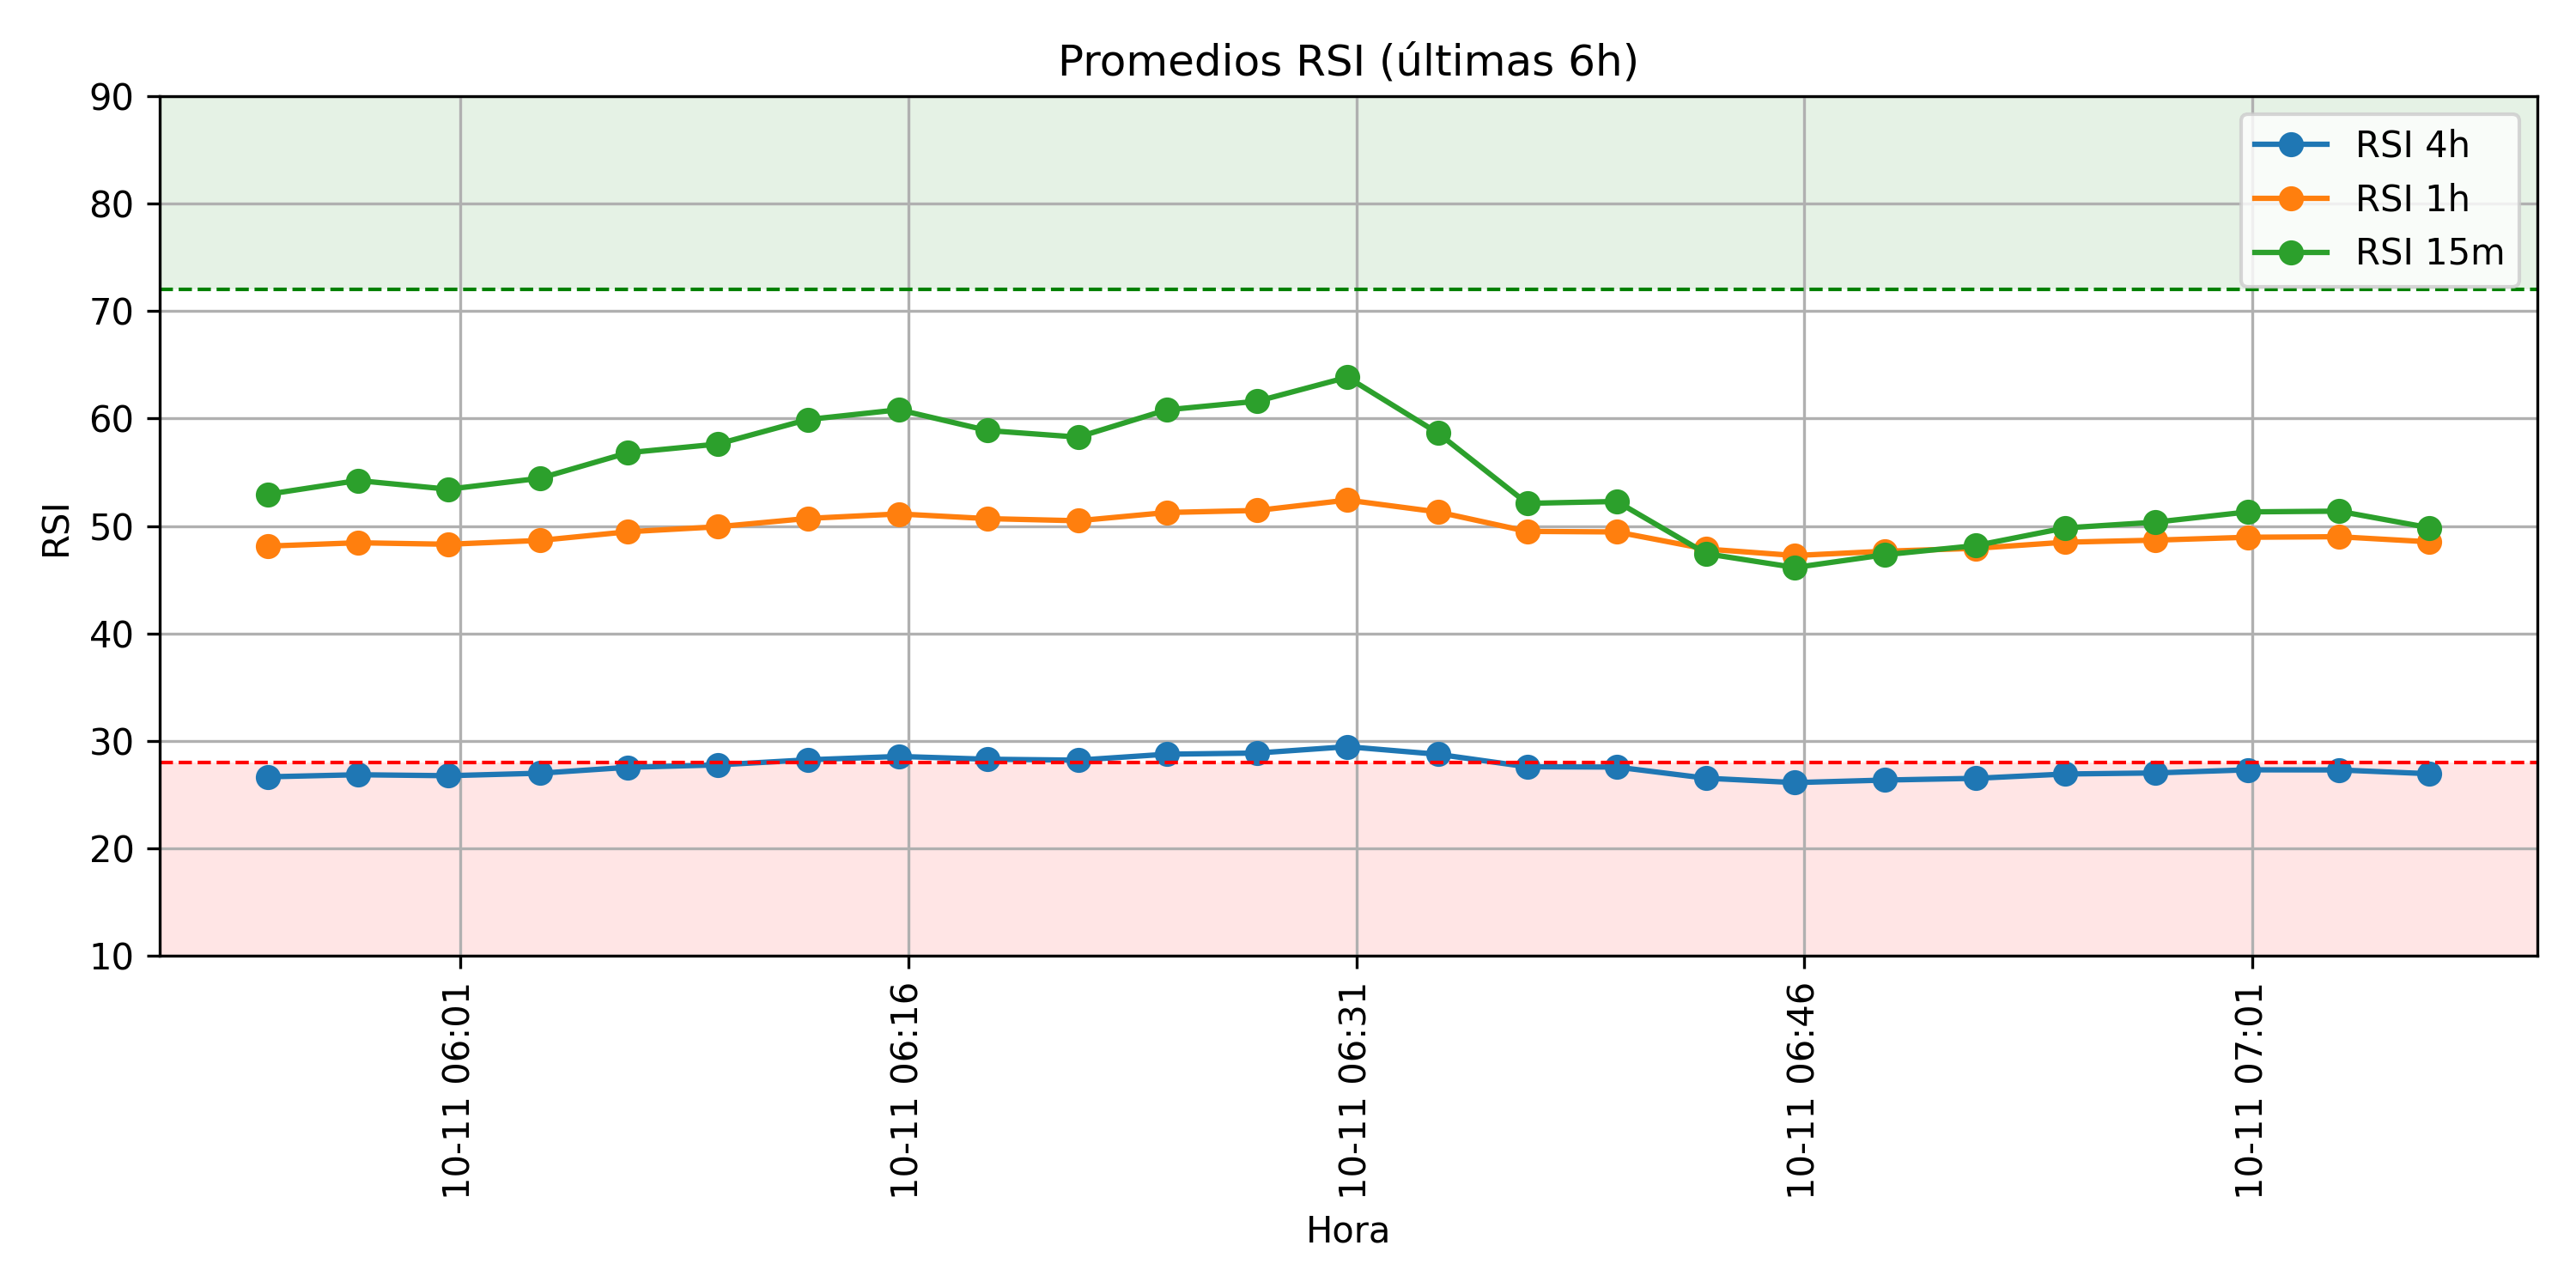 Promedios RSI (últimas 6h)
90
80
70
60
50
40
30
20
10
RSI
RSI 4h
RSI 1h
RSI 15m
10-11 06:01
10-11 06:16
10-11 06:31
10-11 06:46
10-11 07:01
Hora